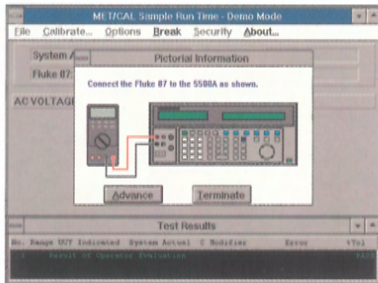 MET/CAL Sample Run Time - Demo Mode
File Calibrate... Options Break Security About...
System
Pictorial Information
Fluke 87:
Connect the Fluke 87 to the 5500A as shown.
AC VOLTAGE
Advance Terminate
Test Results
No. Range UUT Indicated System Actual C Modifier Error %Tol
1 Result of Operator Evaluation PASS